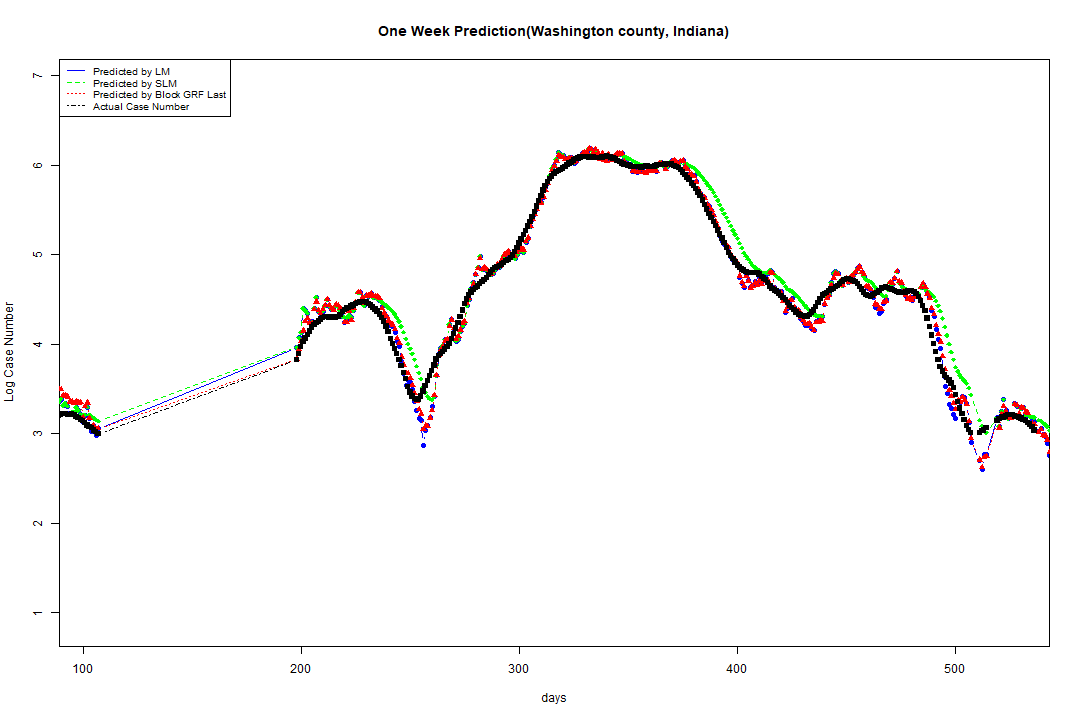 One Week Prediction(Washington county, Indiana)
Predicted by LM
Predicted by SLM
Predicted by Block GRF Last
Actual Case Number
7
6
5
4
3
2
1
Log Case Number
100 200 300 400 500
days